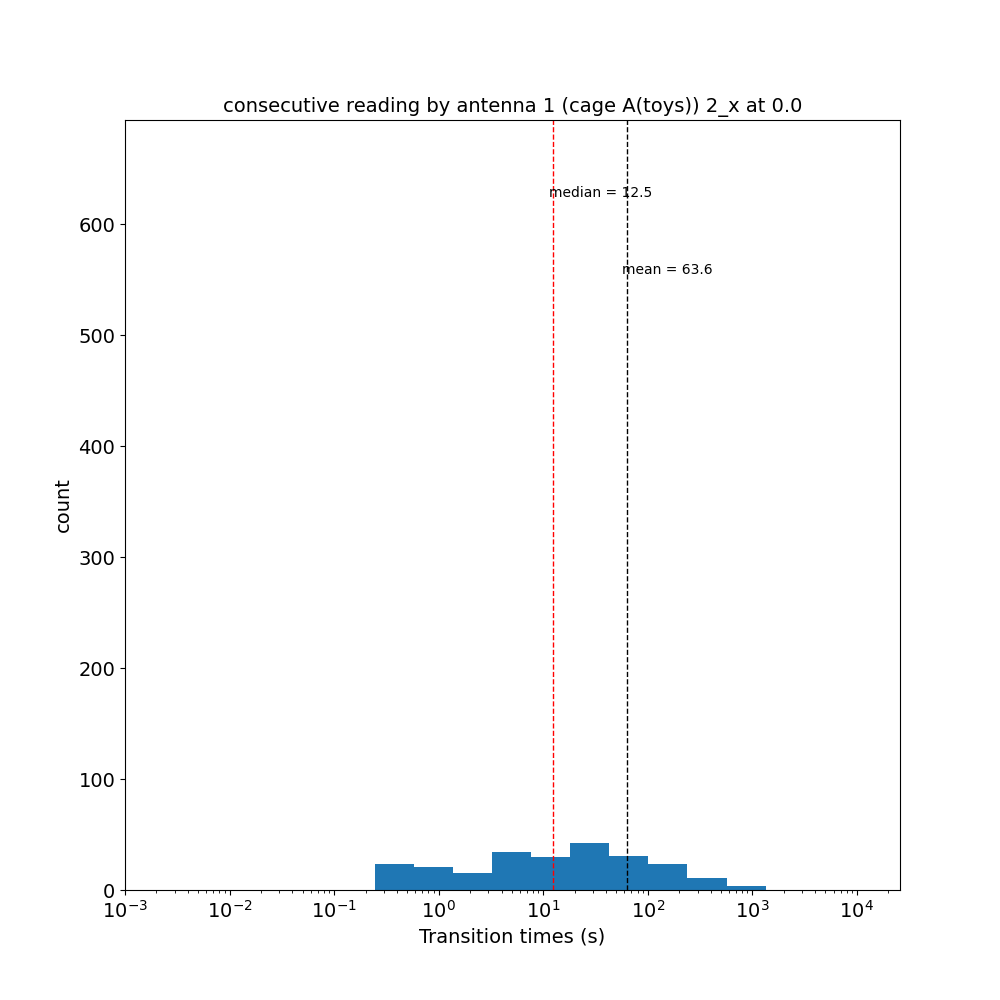 consecutive reading by antenna 1 (cage A(toys)) 2_x at 0.0
median = 12.5
mean = 63.6
600
500
400
300
200
100
0
count
10⁻³ 10⁻² 10⁻¹ 10⁰ 10¹ 10² 10³ 10⁴
Transition times (s)